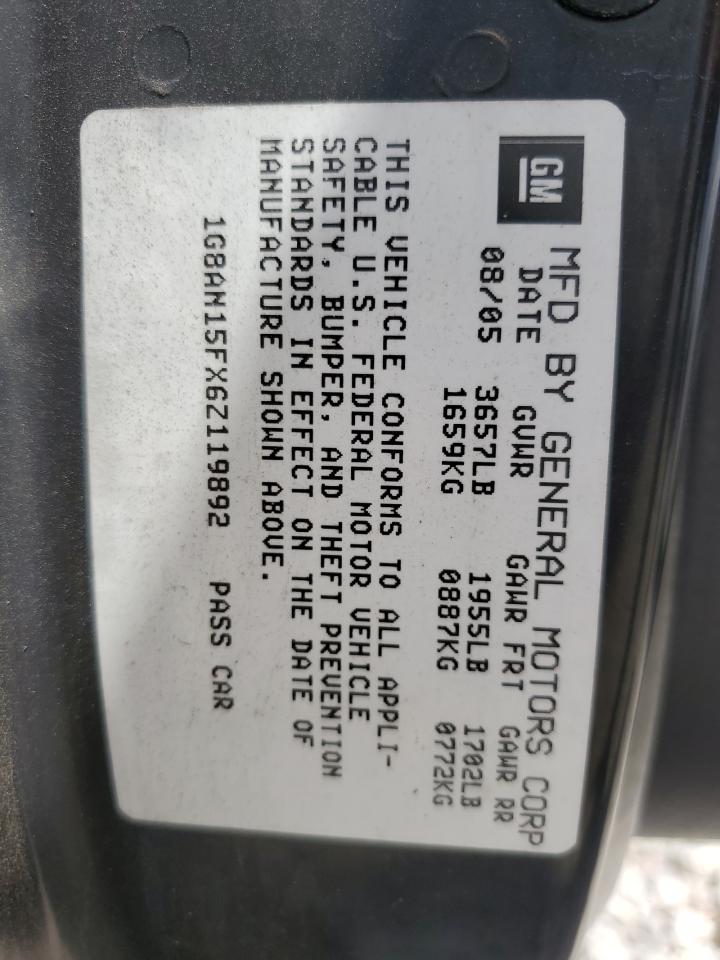 GM
MFD BY GENERAL MOTORS CORP
DATE GVWR GAWR FRT GAWR RR
08/05 3657LB 1955LB 1702LB
1659KG 0887KG 0772KG
THIS VEHICLE CONFORMS TO ALL APPLI-
CABLE U.S. FEDERAL MOTOR VEHICLE
SAFETY, BUMPER, AND THEFT PREVENTION
STANDARDS IN EFFECT ON THE DATE OF
MANUFACTURE SHOWN ABOVE.
1G8AN15FX6Z119892 PASS CAR